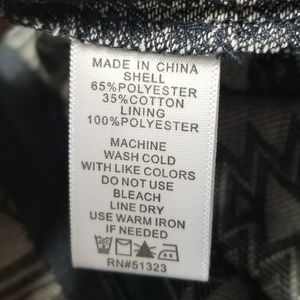 MADE IN CHINA
SHELL
65%POLYESTER
35%COTTON
LINING
100%POLYESTER
MACHINE
WASH COLD
WITH LIKE COLORS
DO NOT USE
BLEACH
LINE DRY
USE WARM IRON
IF NEEDED
RN#51323